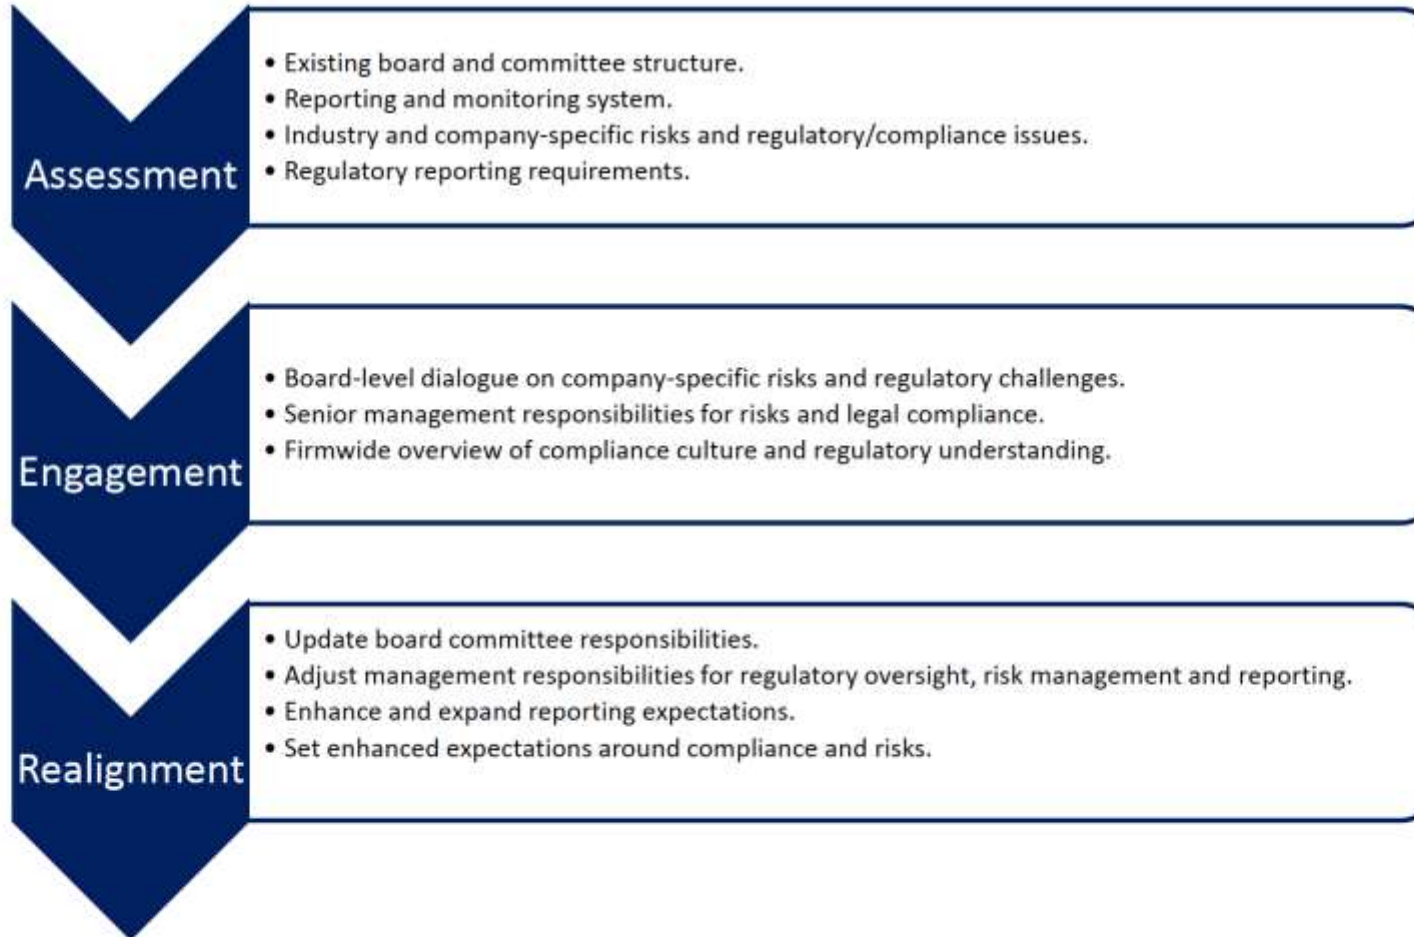 Assessment
• Existing board and committee structure.
• Reporting and monitoring system.
• Industry and company-specific risks and regulatory/compliance issues.
• Regulatory reporting requirements.
Engagement
• Board-level dialogue on company-specific risks and regulatory challenges.
• Senior management responsibilities for risks and legal compliance.
• Firmwide overview of compliance culture and regulatory understanding.
Realignment
• Update board committee responsibilities.
• Adjust management responsibilities for regulatory oversight, risk management and reporting.
• Enhance and expand reporting expectations.
• Set enhanced expectations around compliance and risks.